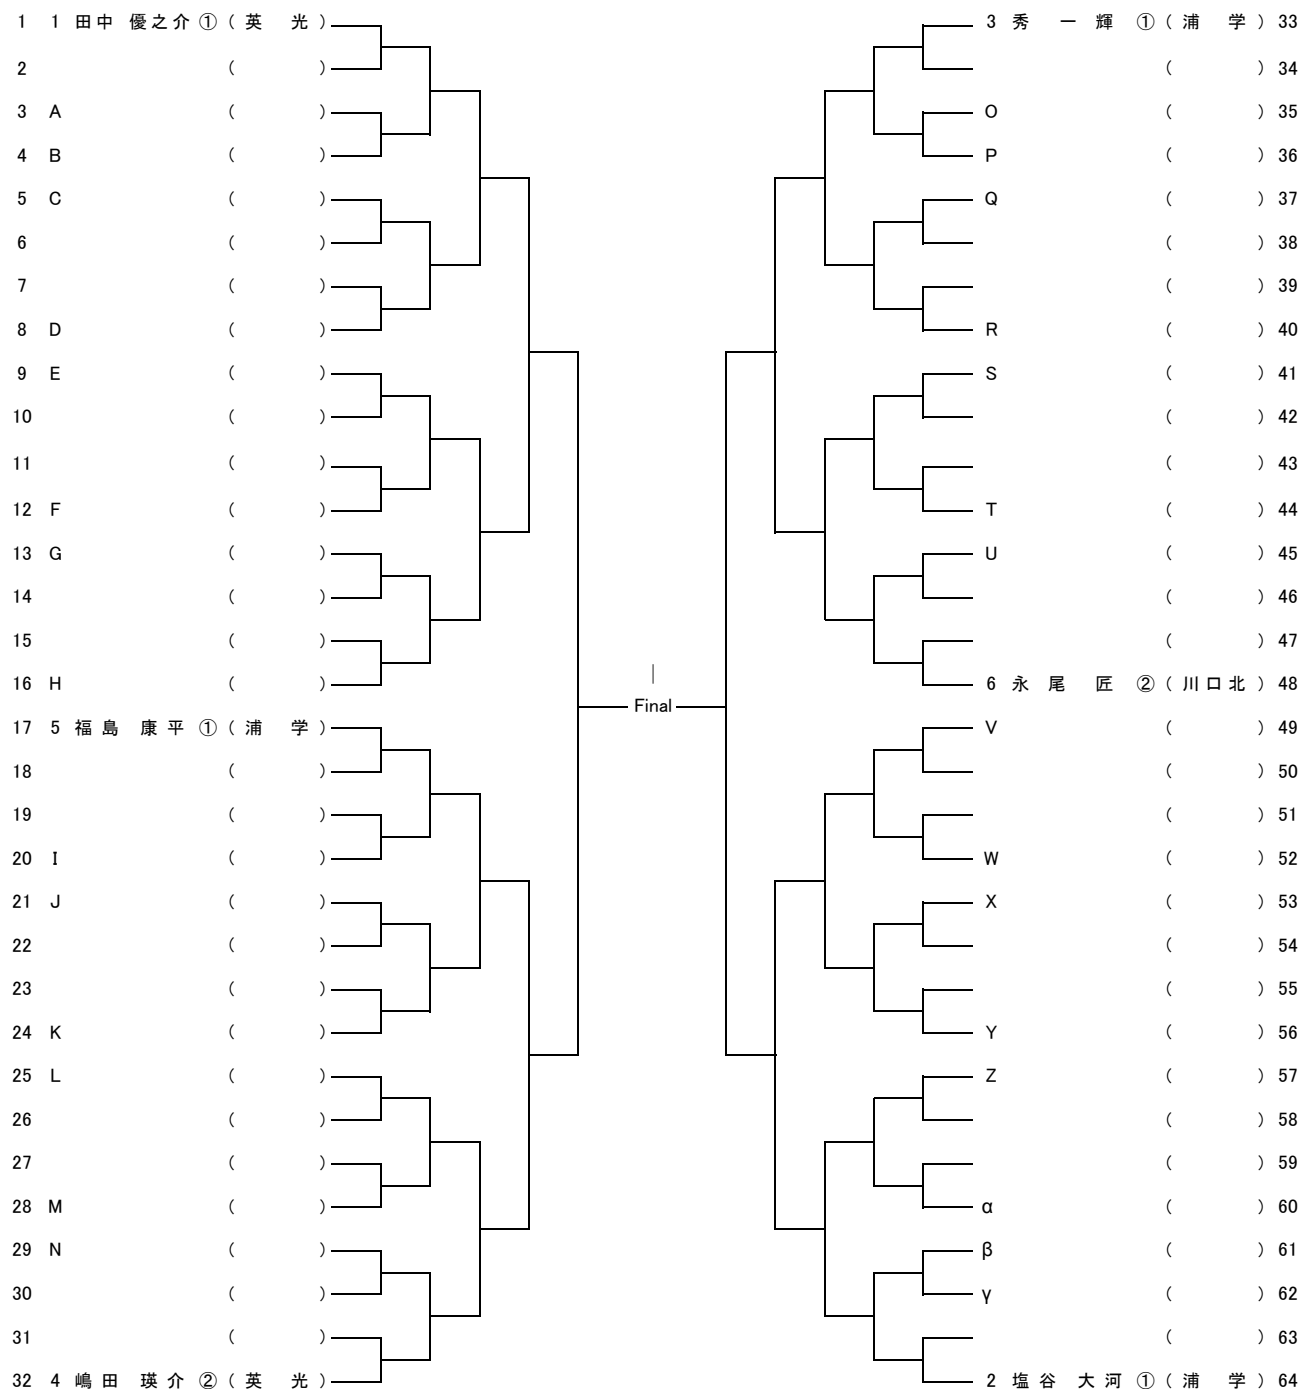 1 1 田中 優之介 ① ( 英 光 )
2 ( )
3 A ( )
4 B ( )
5 C ( )
6 ( )
7 ( )
8 D ( )
9 E ( )
10 ( )
11 ( )
12 F ( )
13 G ( )
14 ( )
15 ( )
16 H ( )
17 5 福島 康平 ① ( 浦 学 )
18 ( )
19 ( )
20 I ( )
21 J ( )
22 ( )
23 ( )
24 K ( )
25 L ( )
26 ( )
27 ( )
28 M ( )
29 N ( )
30 ( )
31 ( )
32 4 嶋田 瑛介 ② ( 英 光 )
Final
3 秀 一輝 ① ( 浦 学 ) 33
( ) 34
O ( ) 35
P ( ) 36
Q ( ) 37
( ) 38
( ) 39
R ( ) 40
S ( ) 41
( ) 42
( ) 43
T ( ) 44
U ( ) 45
( ) 46
( ) 47
6 永尾 匠 ② ( 川口北 ) 48
V ( ) 49
( ) 50
( ) 51
W ( ) 52
X ( ) 53
( ) 54
( ) 55
Y ( ) 56
Z ( ) 57
( ) 58
( ) 59
α ( ) 60
β ( ) 61
γ ( ) 62
( ) 63
2 塩谷 大河 ① ( 浦 学 ) 64